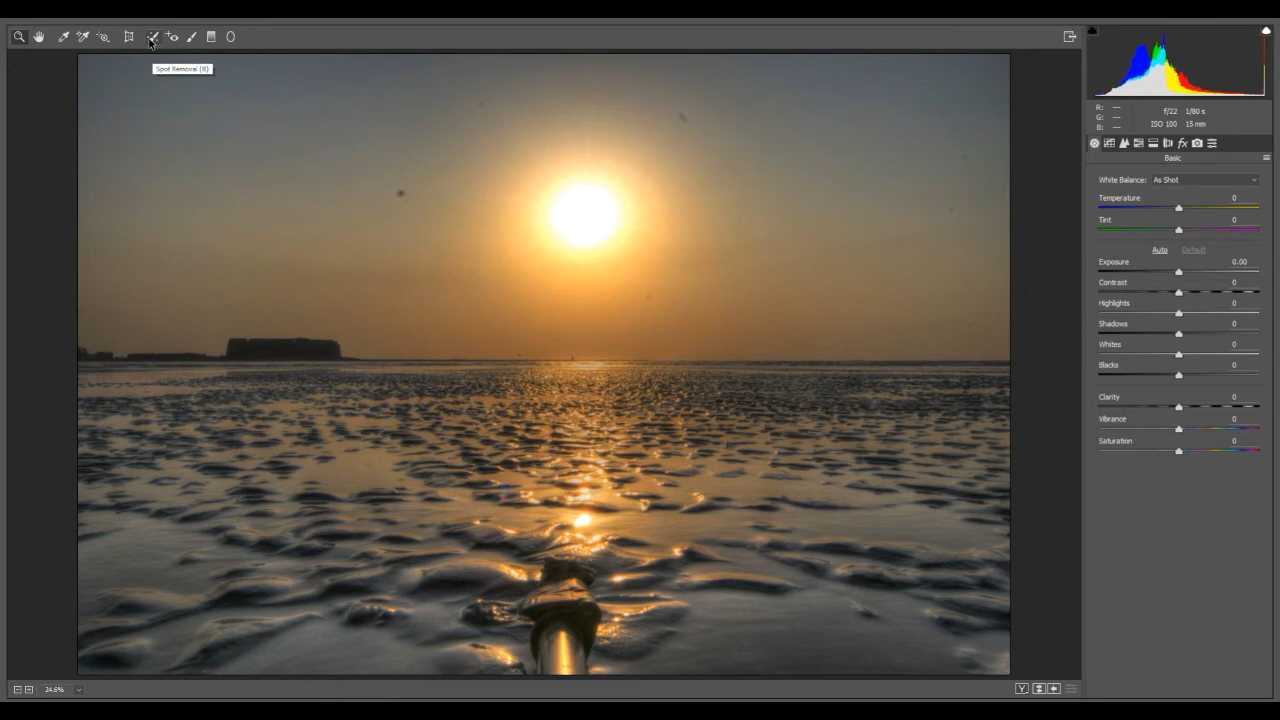 Spot Removal (B)
R: ---
G: ---
B: ---
f/22 1/80 s
ISO 100 15 mm
Basic
White Balance: As Shot
Temperature 0
Tint 0
Auto Default
Exposure 0.00
Contrast 0
Highlights 0
Shadows 0
Whites 0
Blacks 0
Clarity 0
Vibrance 0
Saturation 0
24.6% Y